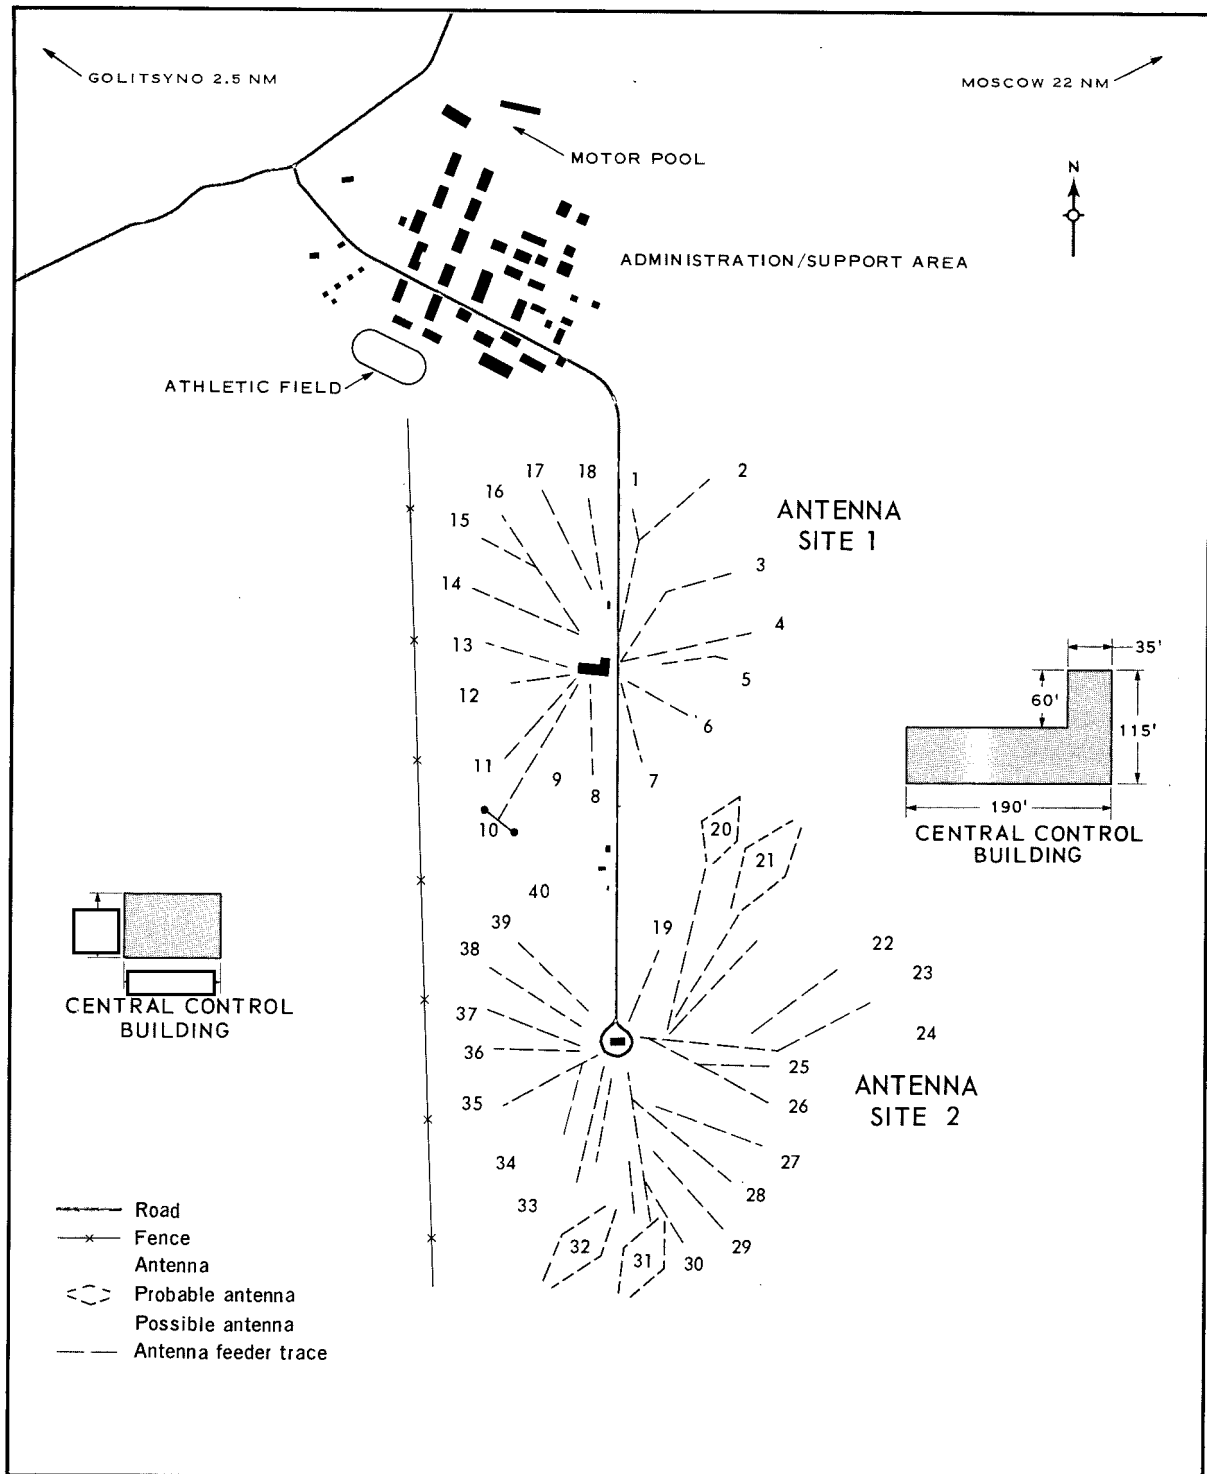 GOLITSYNO 2.5 NM
MOSCOW 22 NM
MOTOR POOL
N
ADMINISTRATION/SUPPORT AREA
ATHLETIC FIELD
ANTENNA
SITE 1
1
2
3
4
5
6
7
8
9
10
11
12
13
14
15
16
17
18
35'
60'
115'
190'
CENTRAL CONTROL
BUILDING
CENTRAL CONTROL
BUILDING
19
20
21
22
23
24
25
26
27
28
29
30
31
32
33
34
35
36
37
38
39
40
ANTENNA
SITE 2
Road
Fence
Antenna
Probable antenna
Possible antenna
Antenna feeder trace